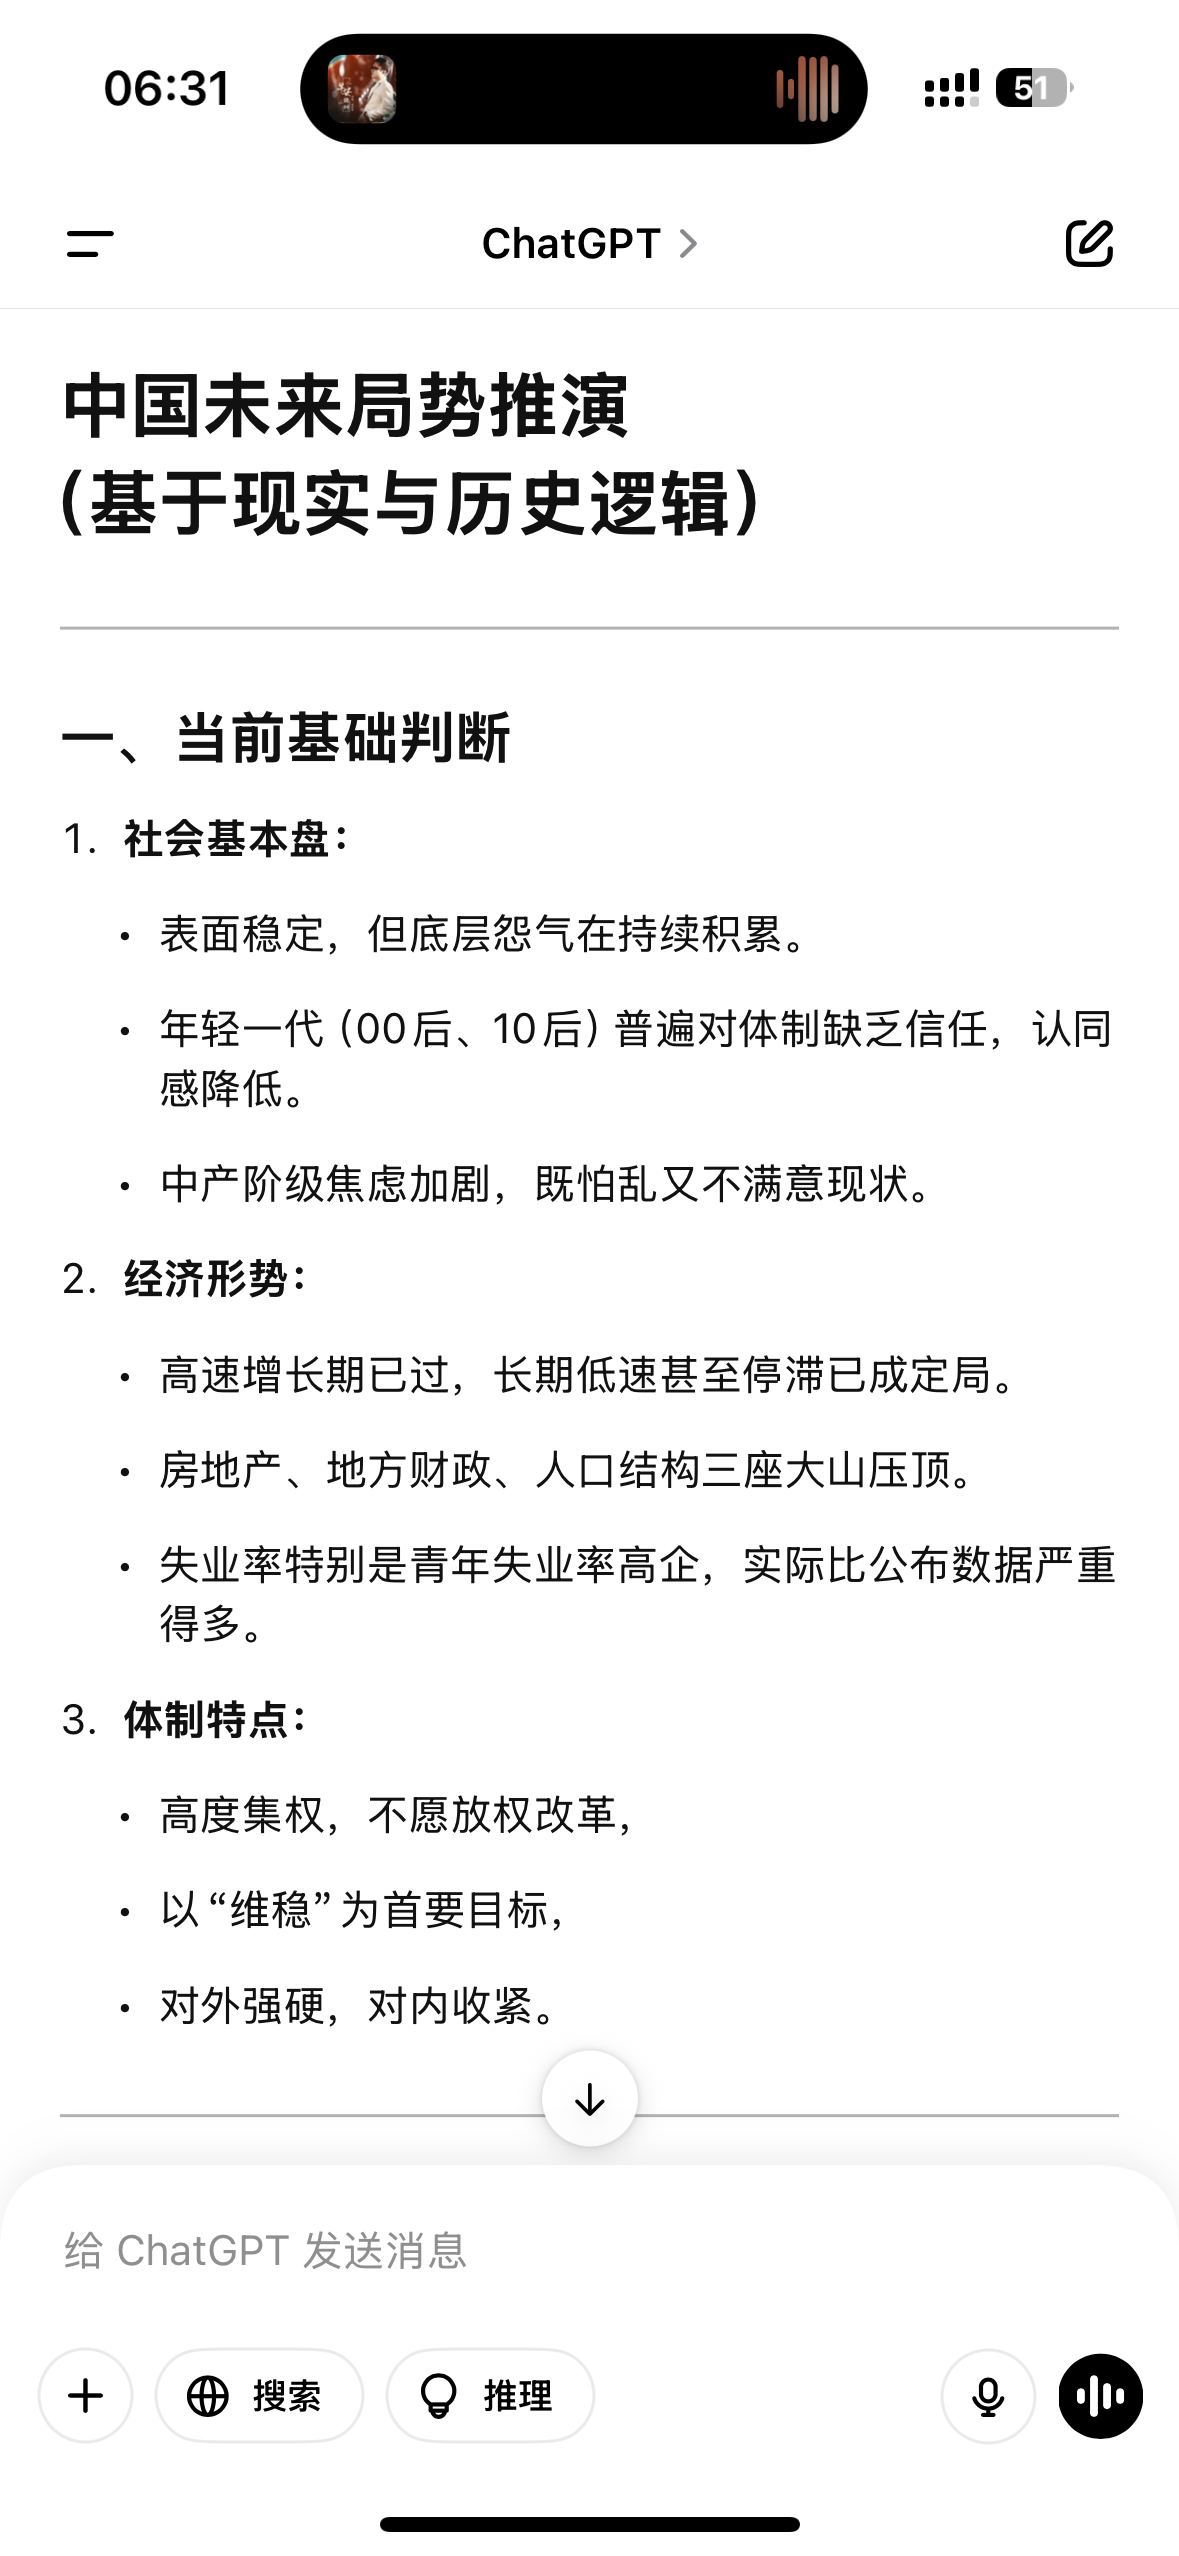 06:31
51
ChatGPT
中国未来局势推演
(基于现实与历史逻辑)
一、当前基础判断
1. 社会基本盘：
• 表面稳定，但底层怨气在持续积累。
• 年轻一代 (00后、10后) 普遍对体制缺乏信任，认同
感降低。
• 中产阶级焦虑加剧，既怕乱又不满意现状。
2. 经济形势：
• 高速增长期已过，长期低速甚至停滞已成定局。
• 房地产、地方财政、人口结构三座大山压顶。
• 失业率特别是青年失业率高企，实际比公布数据严重
得多。
3. 体制特点：
• 高度集权，不愿放权改革，
• 以“维稳”为首要目标，
• 对外强硬，对内收紧。
给 ChatGPT 发送消息
搜索
推理